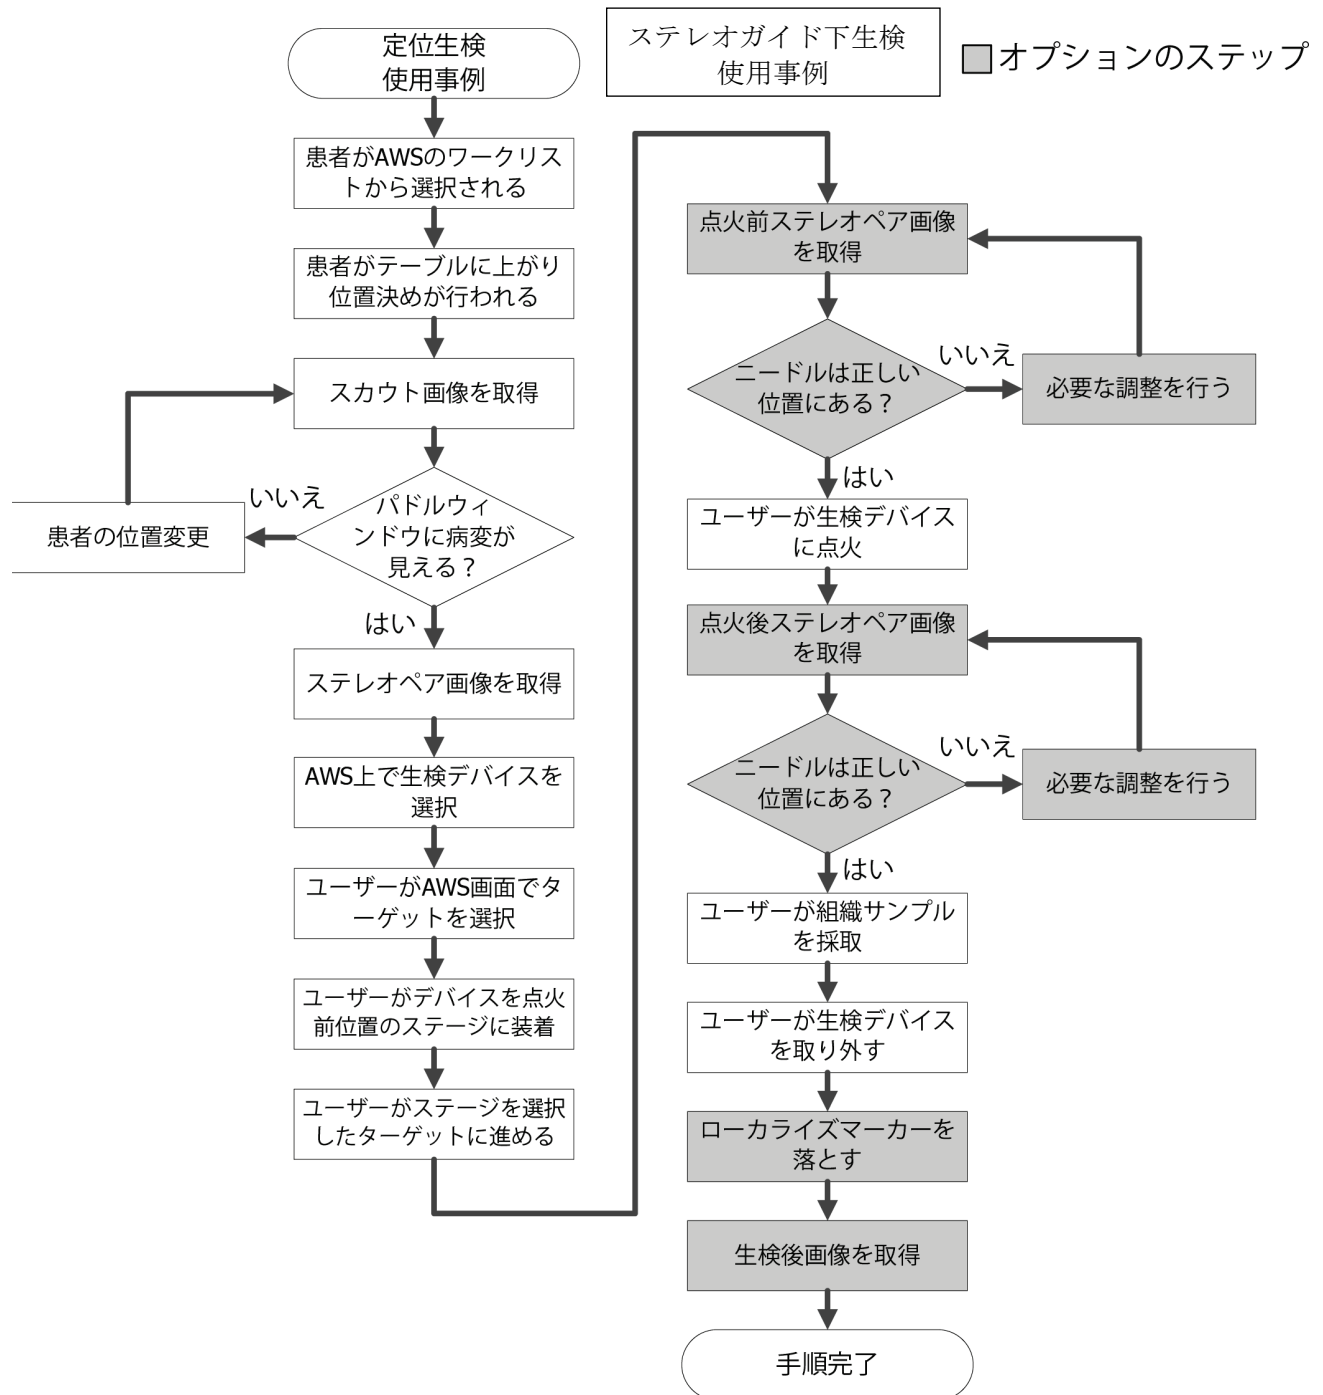 定位生検
使用事例
ステレオガイド下生検
使用事例
オプションのステップ
患者がAWSのワークリス
トから選択される
患者がテーブルに上がり
位置決めが行われる
スカウト画像を取得
パドルウィ
ンドウに病変が
見える？
いいえ
患者の位置変更
はい
ステレオペア画像を取得
AWS上で生検デバイスを
選択
ユーザーがAWS画面でタ
ーゲットを選択
ユーザーがデバイスを点火
前位置のステージに装着
ユーザーがステージを選択
したターゲットに進める
点火前ステレオペア画像
を取得
ニードルは正しい
位置にある？
いいえ
必要な調整を行う
はい
ユーザーが生検デバイス
に点火
点火後ステレオペア画像
を取得
ニードルは正しい
位置にある？
いいえ
必要な調整を行う
はい
ユーザーが組織サンプル
を採取
ユーザーが生検デバイス
を取り外す
ローカライズマーカーを
落とす
生検後画像を取得
手順完了